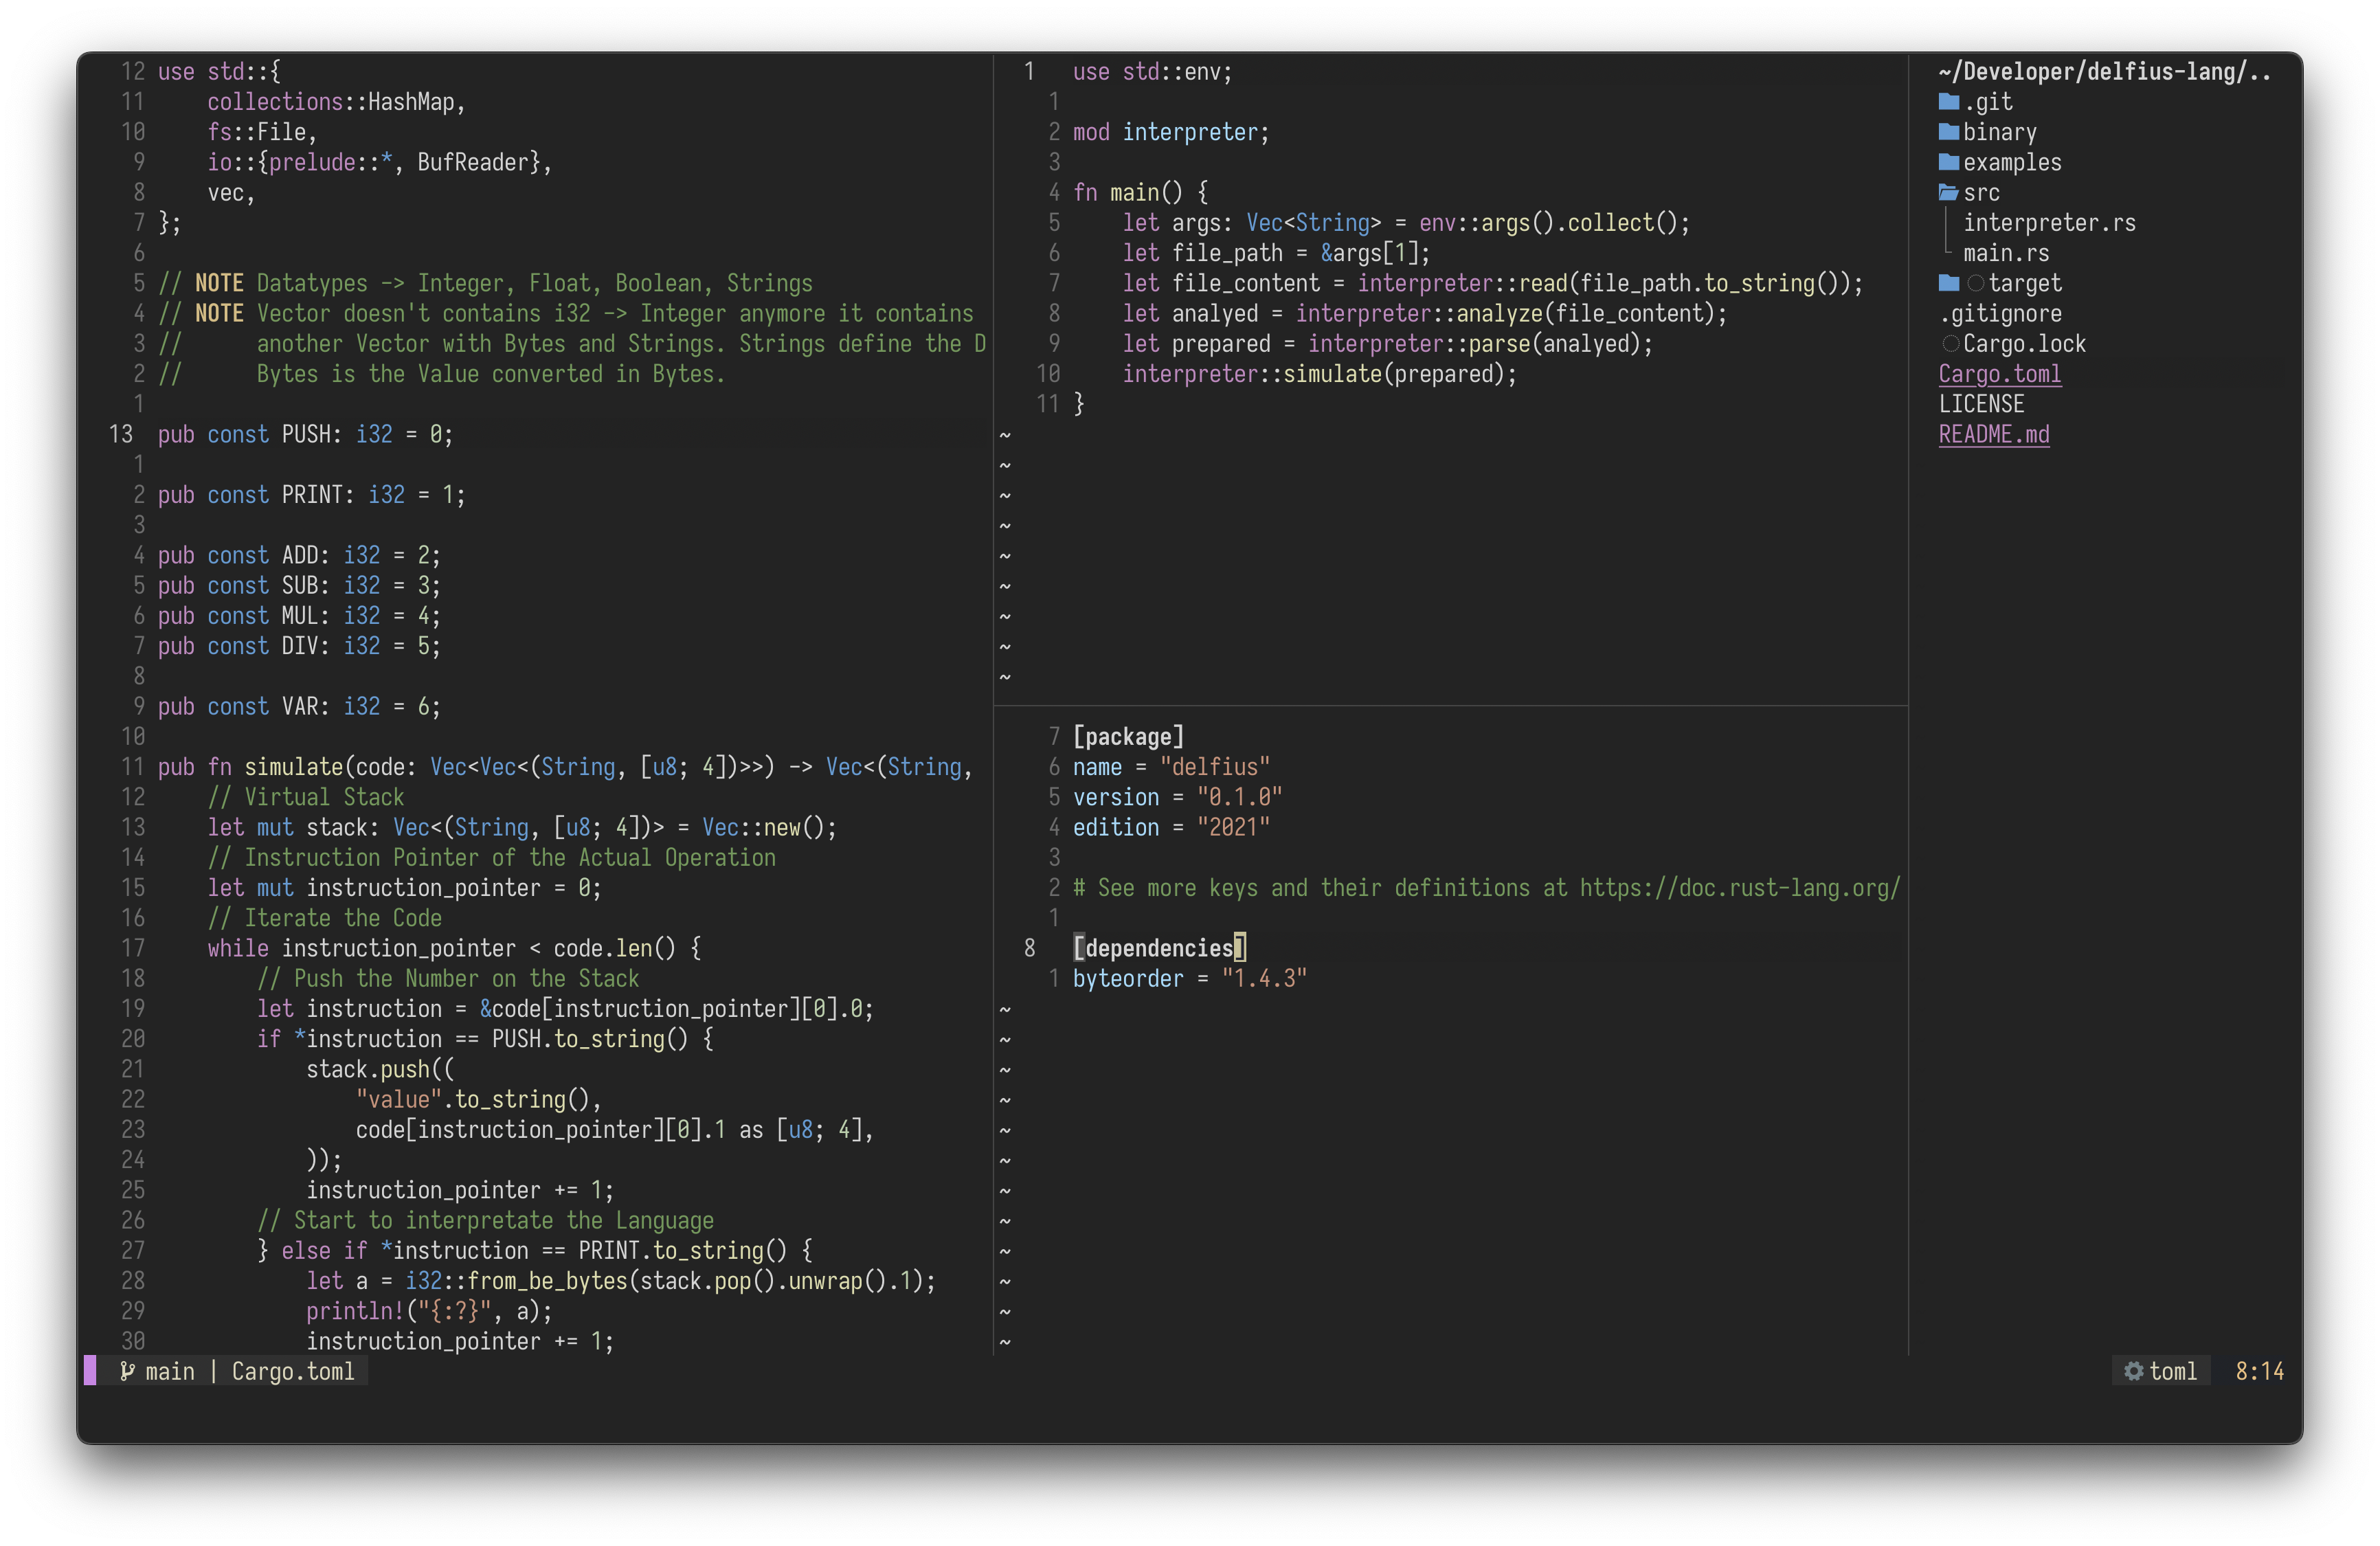 12 use std::{
11     collections::HashMap,
10     fs::File,
9     io::{prelude::*, BufReader},
8     vec,
7 };
6
5 // NOTE Datatypes -> Integer, Float, Boolean, Strings
4 // NOTE Vector doesn't contains i32 -> Integer anymore it contains
3 //      another Vector with Bytes and Strings. Strings define the D
2 //      Bytes is the Value converted in Bytes.
1
13 pub const PUSH: i32 = 0;
1
2 pub const PRINT: i32 = 1;
3
4 pub const ADD: i32 = 2;
5 pub const SUB: i32 = 3;
6 pub const MUL: i32 = 4;
7 pub const DIV: i32 = 5;
8
9 pub const VAR: i32 = 6;
10
11 pub fn simulate(code: Vec<Vec<(String, [u8; 4])>>) -> Vec<(String,
12     // Virtual Stack
13     let mut stack: Vec<(String, [u8; 4])> = Vec::new();
14     // Instruction Pointer of the Actual Operation
15     let mut instruction_pointer = 0;
16     // Iterate the Code
17     while instruction_pointer < code.len() {
18         // Push the Number on the Stack
19         let instruction = &code[instruction_pointer][0].0;
20         if *instruction == PUSH.to_string() {
21             stack.push((
22                 "value".to_string(),
23                 code[instruction_pointer][0].1 as [u8; 4],
24             ));
25             instruction_pointer += 1;
26         // Start to interpretate the Language
27         } else if *instruction == PRINT.to_string() {
28             let a = i32::from_be_bytes(stack.pop().unwrap().1);
29             println!("{:?}", a);
30             instruction_pointer += 1;
1 use std::env;
1
2 mod interpreter;
3
4 fn main() {
5     let args: Vec<String> = env::args().collect();
6     let file_path = &args[1];
7     let file_content = interpreter::read(file_path.to_string());
8     let analyed = interpreter::analyze(file_content);
9     let prepared = interpreter::parse(analyed);
10     interpreter::simulate(prepared);
11 }
~
~
~
~
~
~
~
~
~
7 [package]
6 name = "delfius"
5 version = "0.1.0"
4 edition = "2021"
3
2 # See more keys and their definitions at https://doc.rust-lang.org/
1
8 [dependencies]
1 byteorder = "1.4.3"
~
~
~
~
~
~
~
~
~
~
~
~
~/Developer/delfius-lang/..
.git
binary
examples
src
interpreter.rs
main.rs
target
.gitignore
Cargo.lock
Cargo.toml
LICENSE
README.md
main | Cargo.toml
toml 8:14